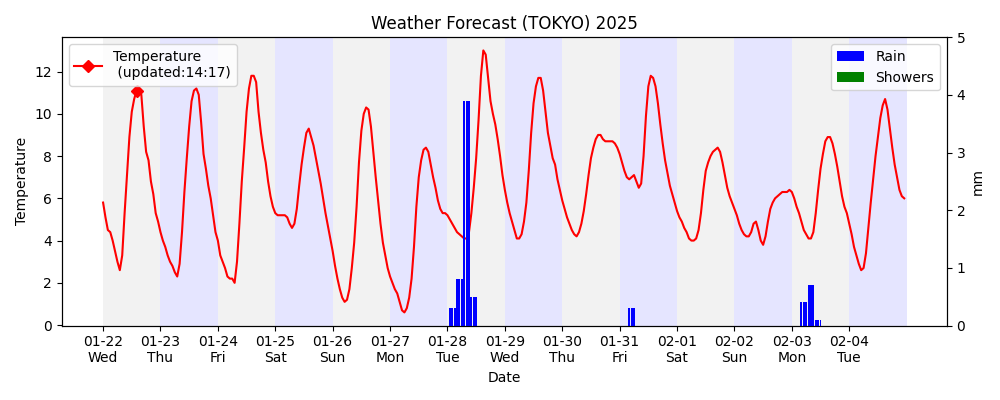 Weather Forecast (TOKYO) 2025
Temperature
(updated:14:17)
Rain
Showers
Temperature
12
10
8
6
4
2
0
5
4
3
2
1
0
mm
01-22 01-23 01-24 01-25 01-26 01-27 01-28 01-29 01-30 01-31 02-01 02-02 02-03 02-04
Wed Thu Fri Sat Sun Mon Tue Wed Thu Fri Sat Sun Mon Tue
Date